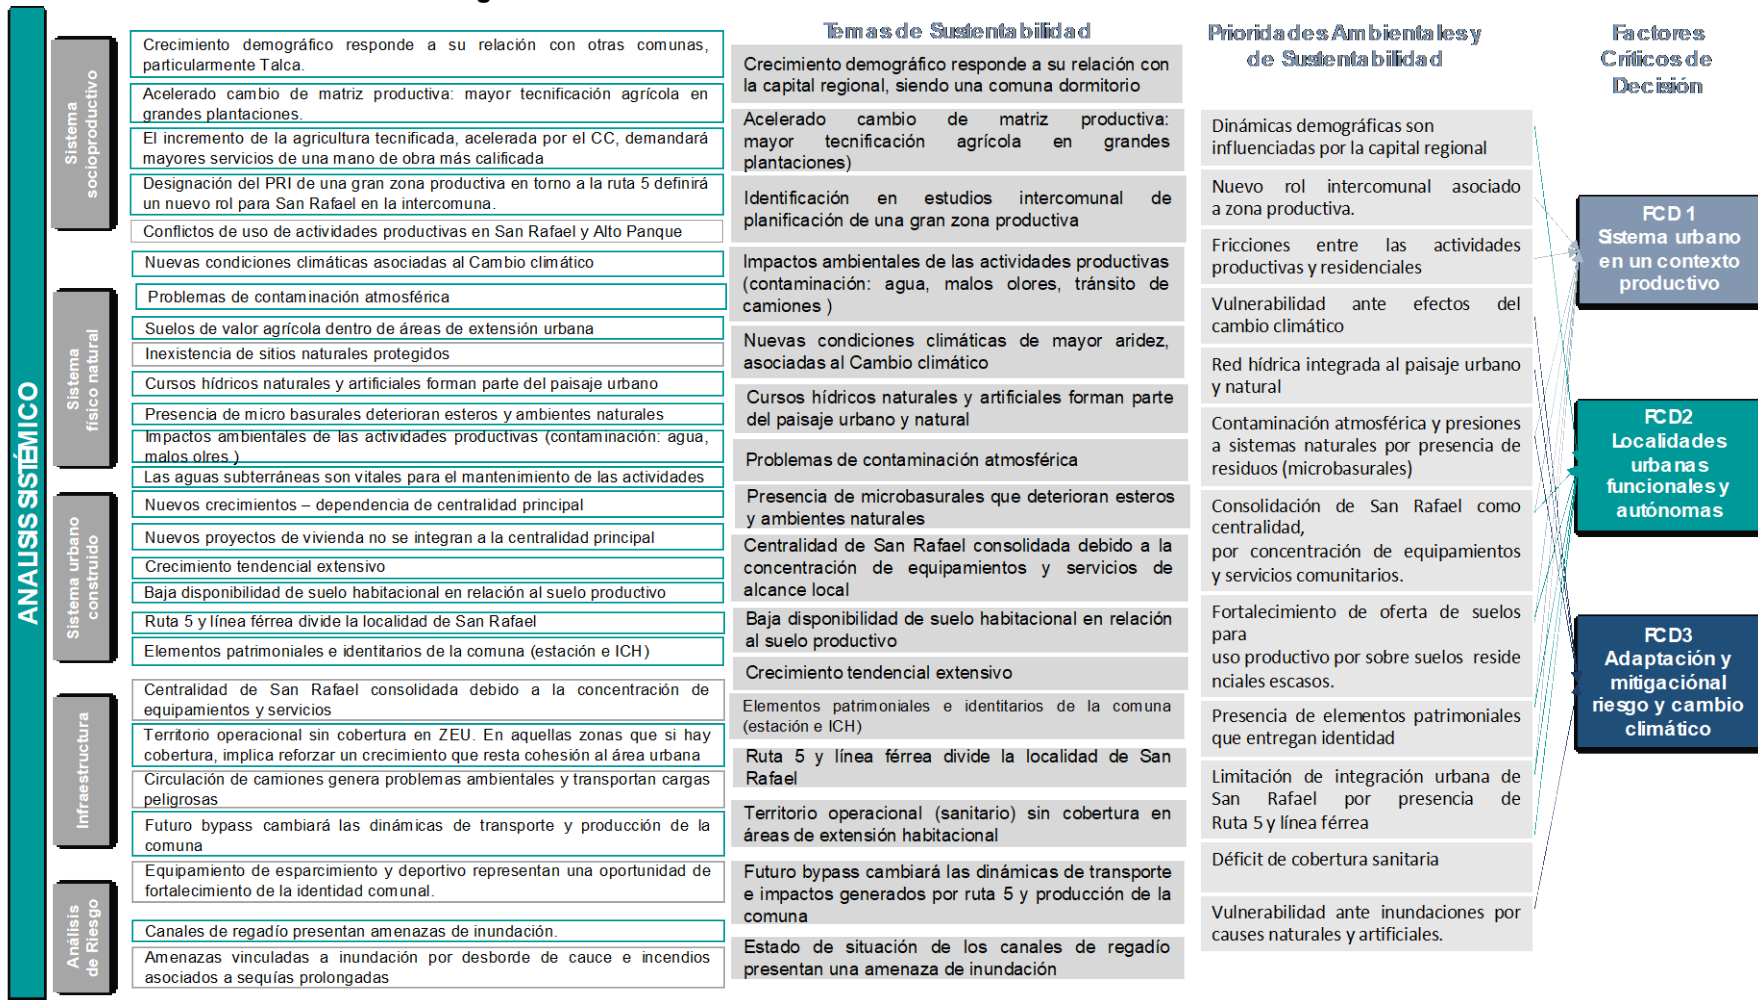 ANALISIS SISTÉMICO
Sistema
socioproductivo
Crecimiento demográfico responde a su relación con otras comunas,
particularmente Talca.
Acelerado cambio de matriz productiva: mayor tecnificación agrícola en
grandes plantaciones.
El incremento de la agricultura tecnificada, acelerada por el CC, demandará
mayores servicios de una mano de obra más calificada
Designación del PRI de una gran zona productiva en torno a la ruta 5 definirá
un nuevo rol para San Rafael en la intercomuna.
Conflictos de uso de actividades productivas en San Rafael y Alto Panque
Sistema
físico natural
Nuevas condiciones climáticas asociadas al Cambio climático
Problemas de contaminación atmosférica
Suelos de valor agrícola dentro de áreas de extensión urbana
Inexistencia de sitios naturales protegidos
Cursos hídricos naturales y artificiales forman parte del paisaje urbano
Presencia de micro basurales deterioran esteros y ambientes naturales
Impactos ambientales de las actividades productivas (contaminación: agua,
malos olres )
Las aguas subterráneas son vitales para el mantenimiento de las actividades
Sistema urbano
construido
Nuevos crecimientos – dependencia de centralidad principal
Nuevos proyectos de vivienda no se integran a la centralidad principal
Crecimiento tendencial extensivo
Baja disponibilidad de suelo habitacional en relación al suelo productivo
Ruta 5 y línea férrea divide la localidad de San Rafael
Elementos patrimoniales e identitarios de la comuna (estación e ICH)
Infraestructura
Centralidad de San Rafael consolidada debido a la concentración de
equipamientos y servicios
Territorio operacional sin cobertura en ZEU. En aquellas zonas que si hay
cobertura, implica reforzar un crecimiento que resta cohesión al área urbana
Circulación de camiones genera problemas ambientales y transportan cargas
peligrosas
Futuro bypass cambiará las dinámicas de transporte y producción de la
comuna
Equipamiento de esparcimiento y deportivo representan una oportunidad de
fortalecimiento de la identidad comunal.
Análisis
de Riesgo
Canales de regadío presentan amenazas de inundación.
Amenazas vinculadas a inundación por desborde de cauce e incendios
asociados a sequías prolongadas
Temas de Sustentabilidad
Crecimiento demográfico responde a su relación con
la capital regional, siendo una comuna dormitorio
Acelerado cambio de matriz productiva:
mayor tecnificación agrícola en grandes
plantaciones)
Identificación en estudios intercomunal de
planificación de una gran zona productiva
Impactos ambientales de las actividades productivas
(contaminación: agua, malos olores, tránsito de
camiones )
Nuevas condiciones climáticas de mayor aridez,
asociadas al Cambio climático
Cursos hídricos naturales y artificiales forman parte
del paisaje urbano y natural
Problemas de contaminación atmosférica
Presencia de microbasurales que deterioran esteros
y ambientes naturales
Centralidad de San Rafael consolidada debido a la
concentración de equipamientos y servicios de
alcance local
Baja disponibilidad de suelo habitacional en relación
al suelo productivo
Crecimiento tendencial extensivo
Elementos patrimoniales e identitarios de la comuna
(estación e ICH)
Ruta 5 y línea férrea divide la localidad de San
Rafael
Territorio operacional (sanitario) sin cobertura en
áreas de extensión habitacional
Futuro bypass cambiará las dinámicas de transporte
e impactos generados por ruta 5 y producción de la
comuna
Estado de situación de los canales de regadío
presentan una amenaza de inundación
Prioridades Ambientales y
de Sustentabilidad
Dinámicas demográficas son
influenciadas por la capital regional
Nuevo rol intercomunal asociado
a zona productiva.
Fricciones entre las actividades
productivas y residenciales
Vulnerabilidad ante efectos del
cambio climático
Red hídrica integrada al paisaje urbano
y natural
Contaminación atmosférica y presiones
a sistemas naturales por presencia de
residuos (microbasurales)
Consolidación de San Rafael como
centralidad,
por concentración de equipamientos
y servicios comunitarios.
Fortalecimiento de oferta de suelos
para
uso productivo por sobre suelos reside
nciales escasos.
Presencia de elementos patrimoniales
que entregan identidad
Limitación de integración urbana de
San Rafael por presencia de
Ruta 5 y línea férrea
Déficit de cobertura sanitaria
Vulnerabilidad ante inundaciones por
causes naturales y artificiales.
Factores
Críticos de
Decisión
FCD 1
Sistema urbano
en un contexto
productivo
FCD2
Localidades
urbanas
funcionales y
autónomas
FCD3
Adaptación y
mitigaciónal
riesgo y cambio
climático